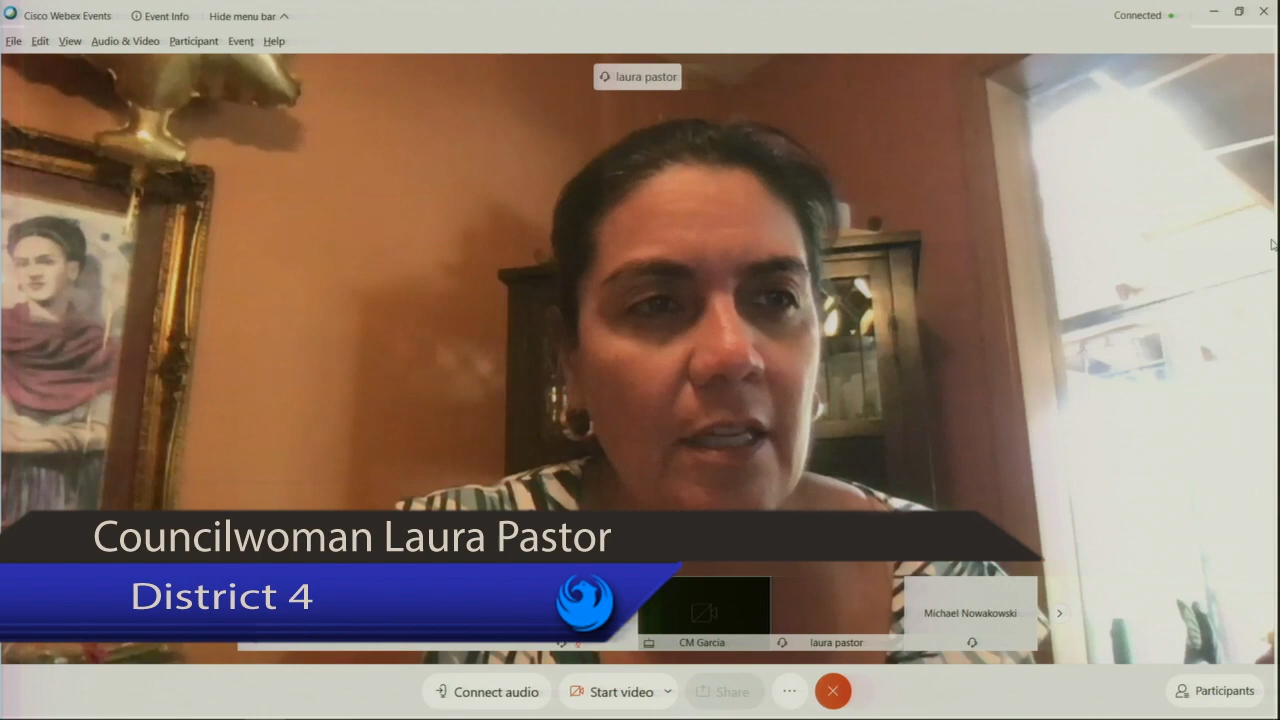 Cisco Webex Events Event Info Hide menu bar Connected
File Edit View Audio & Video Participant Event Help
laura pastor
Councilwoman Laura Pastor
District 4
Michael Nowakowski
CM Garcia laura pastor
Connect audio Start video Share Participants